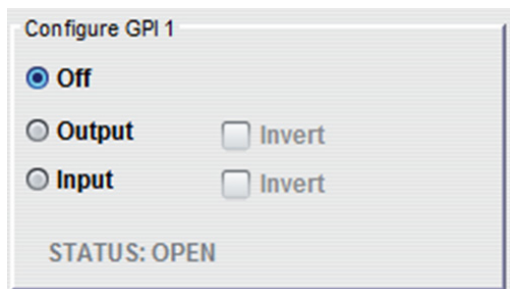 Configure GPI 1
Off
Output Invert
Input Invert
STATUS: OPEN